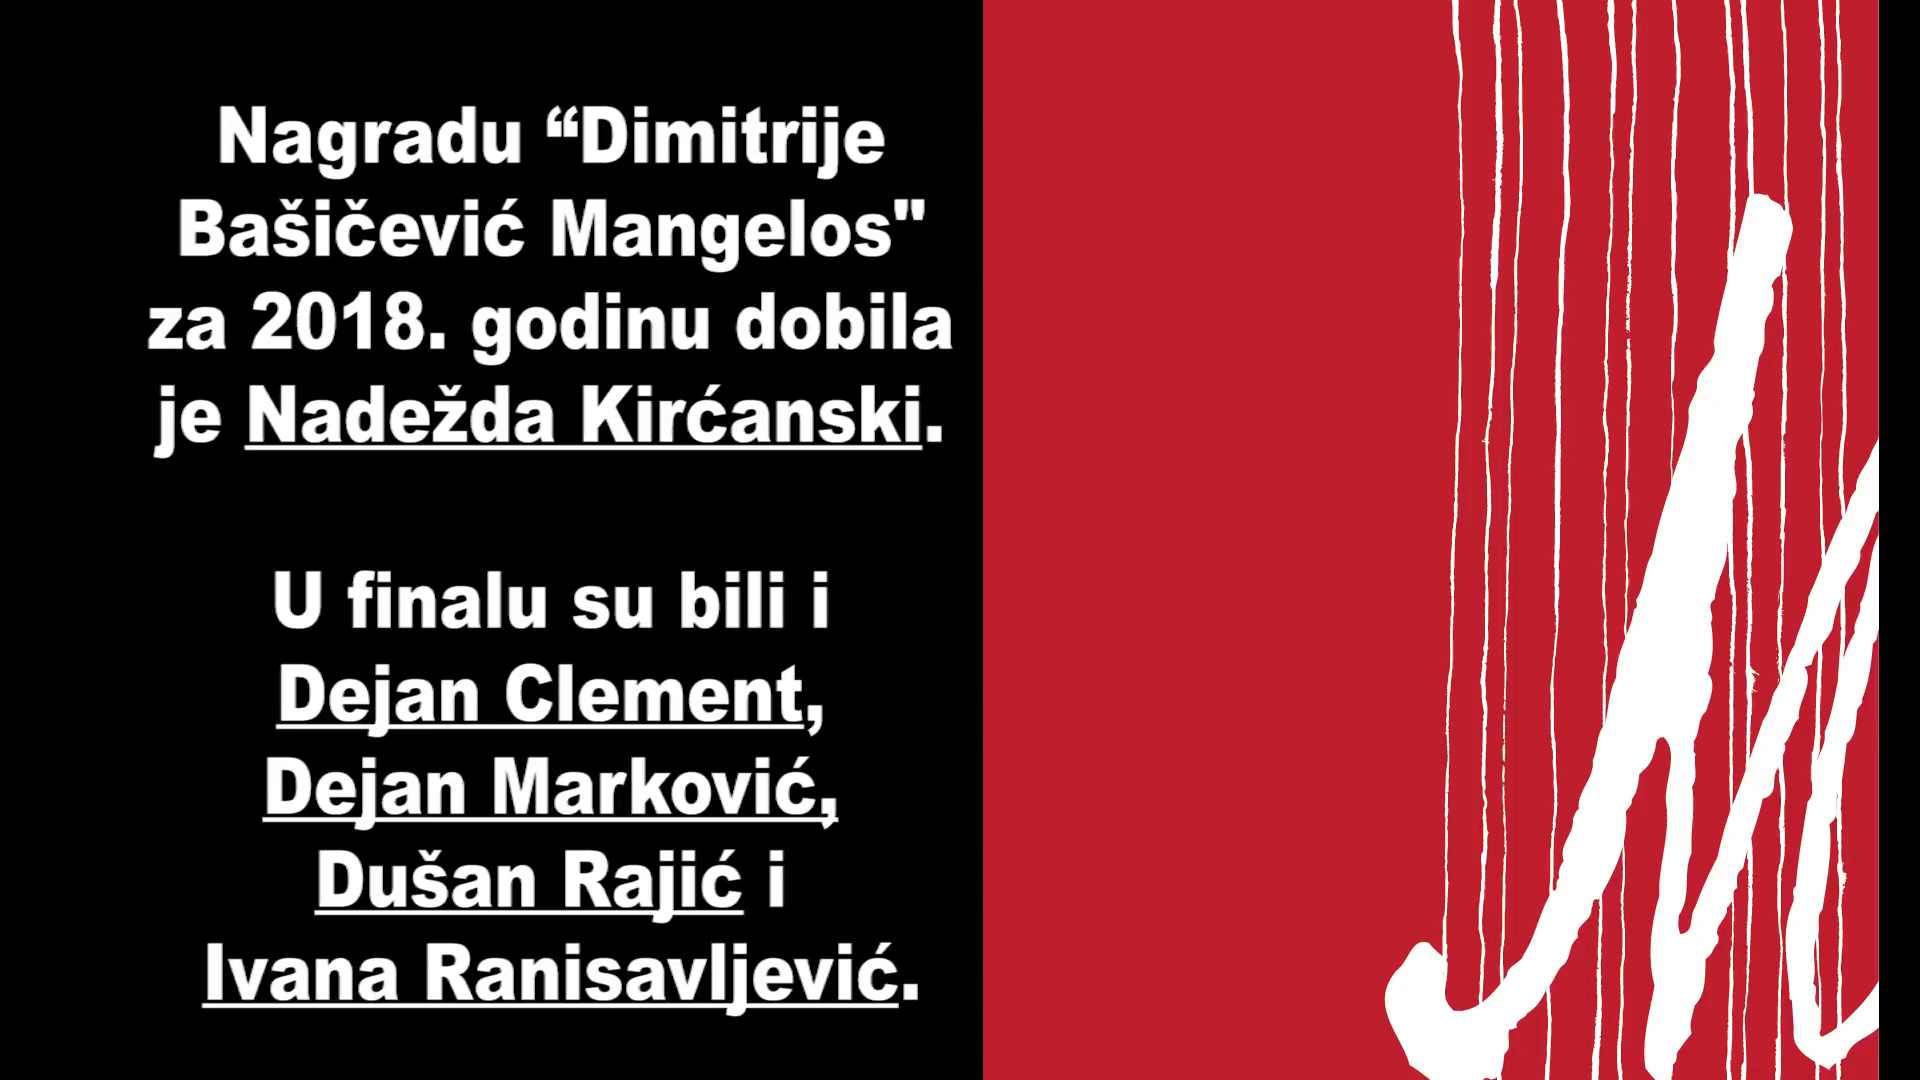 Nagradu “Dimitrije
Bašičević Mangelos"
za 2018. godinu dobila
je Nadežda Kirćanski.
U finalu su bili i
Dejan Clement,
Dejan Marković,
Dušan Rajić i
Ivana Ranisavljević.